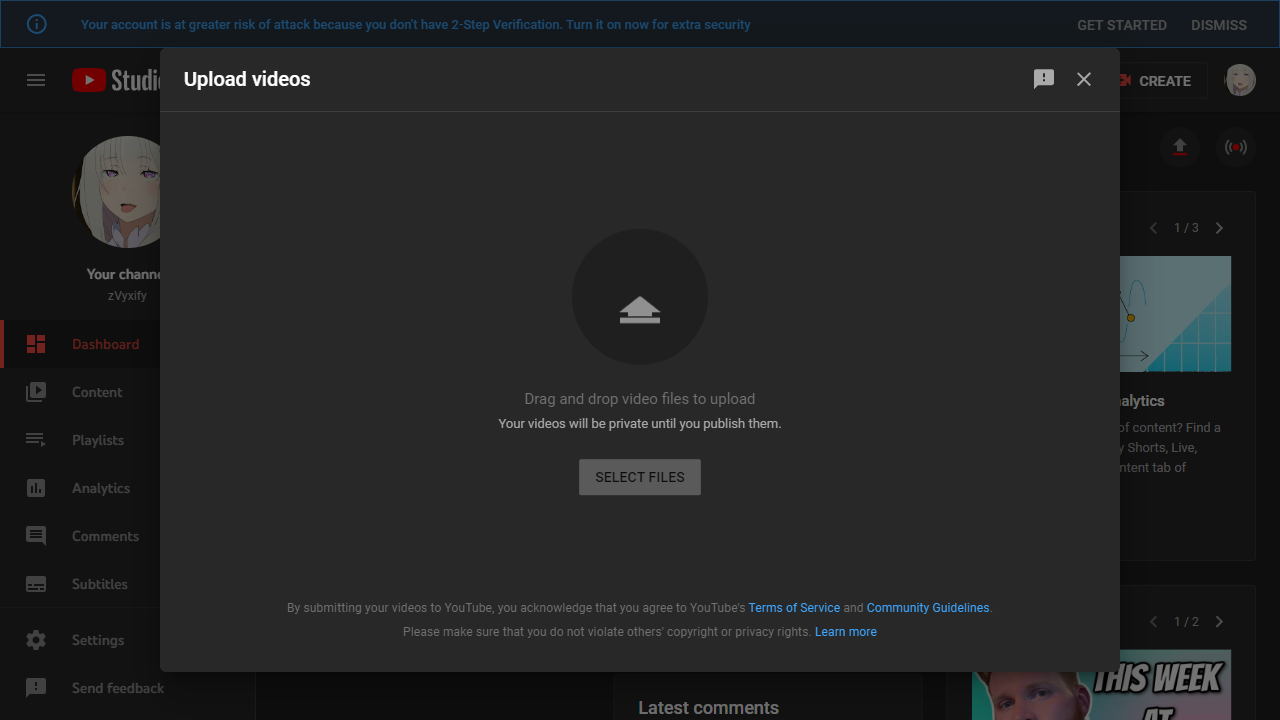 Your account is at greater risk of attack because you don't have 2-Step Verification. Turn it on now for extra security
GET STARTED
DISMISS
Studio
CREATE
Upload videos
Your channel
zVyxify
Dashboard
Content
Playlists
Analytics
Comments
Subtitles
Settings
Send feedback
Drag and drop video files to upload
Your videos will be private until you publish them.
SELECT FILES
By submitting your videos to YouTube, you acknowledge that you agree to YouTube's Terms of Service and Community Guidelines.
Please make sure that you do not violate others' copyright or privacy rights. Learn more
1 / 3
alytics
of content? Find a
y Shorts, Live,
ntent tab of
1 / 2
THIS WEEK
AT
Latest comments